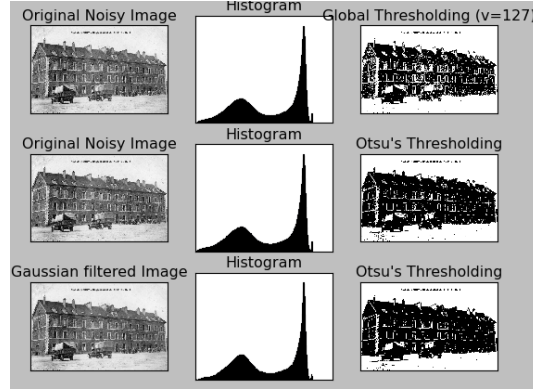 Original Noisy Image
Histogram
Global Thresholding (v=127)
Original Noisy Image
Histogram
Otsu's Thresholding
Gaussian filtered Image
Histogram
Otsu's Thresholding